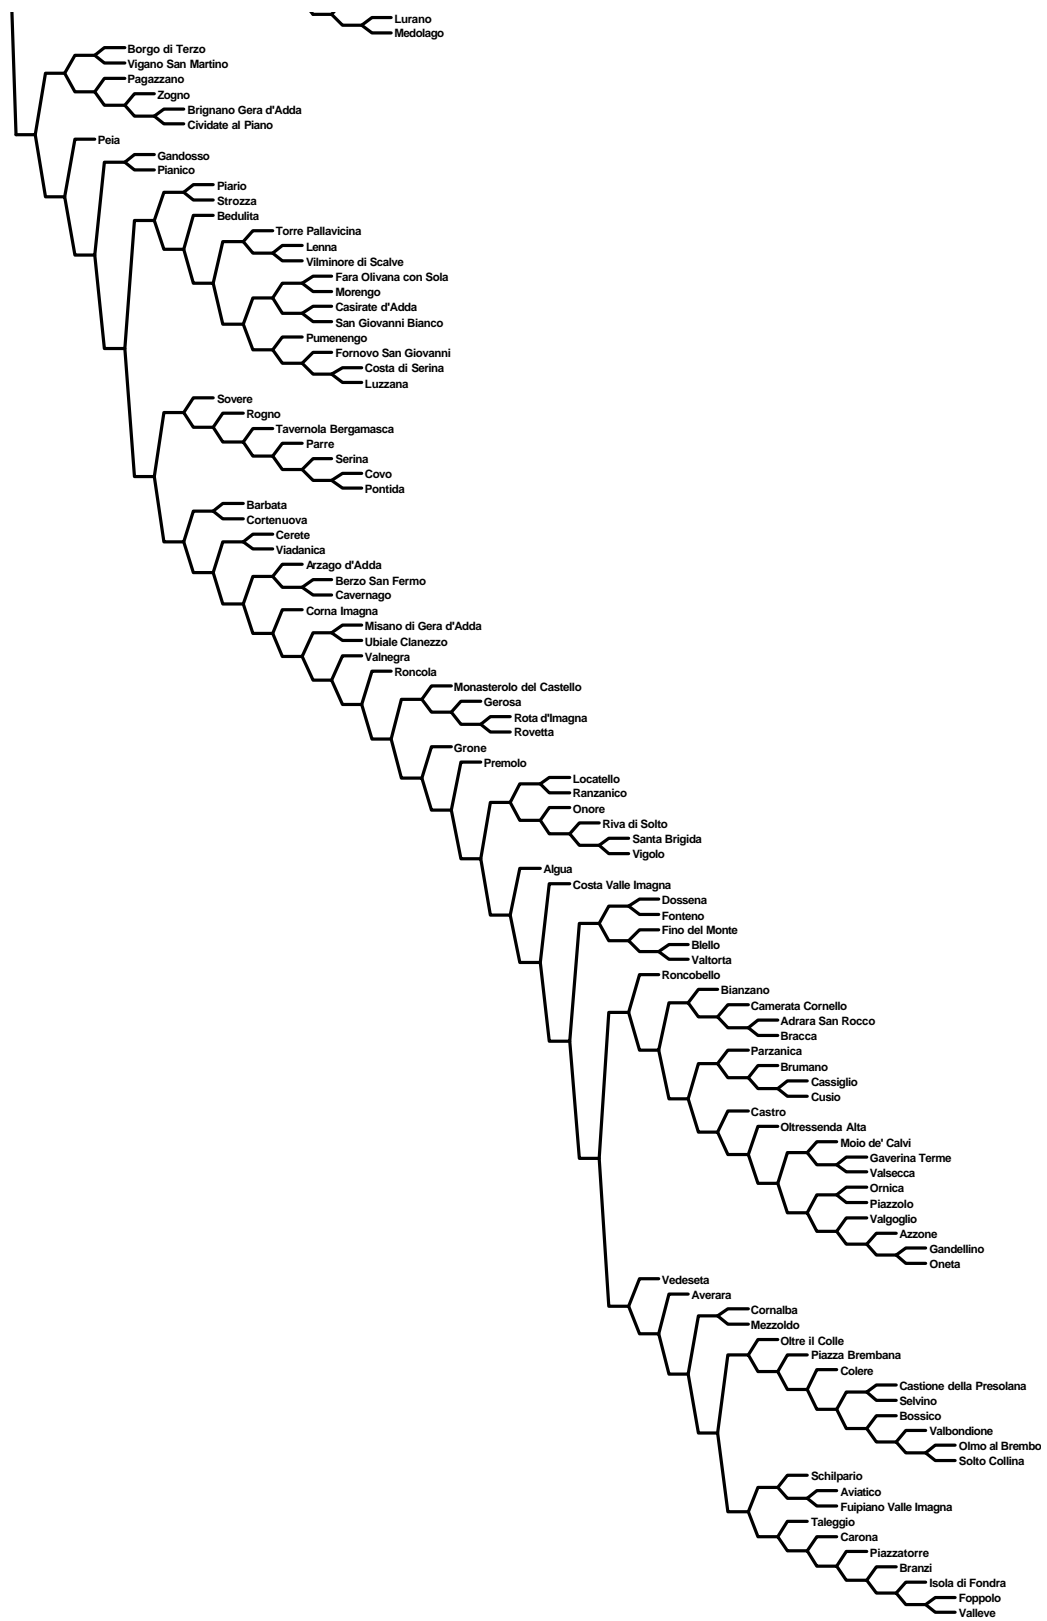 Lurano
Medolago
Borgo di Terzo
Vigano San Martino
Pagazzano
Zogno
Brignano Gera d'Adda
Cividate al Piano
Peia
Gandosso
Pianico
Piario
Strozza
Bedulita
Torre Pallavicina
Lenna
Vilminore di Scalve
Fara Olivana con Sola
Morengo
Casirate d'Adda
San Giovanni Bianco
Pumenengo
Fornovo San Giovanni
Costa di Serina
Luzzana
Sovere
Rogno
Tavernola Bergamasca
Parre
Serina
Covo
Pontida
Barbata
Cortenuova
Cerete
Viadanica
Arzago d'Adda
Berzo San Fermo
Cavernago
Corna Imagna
Misano di Gera d'Adda
Ubiale Clanezzo
Valnegra
Roncola
Monasterolo del Castello
Gerosa
Rota d'Imagna
Rovetta
Grone
Premolo
Locatello
Ranzanico
Onore
Riva di Solto
Santa Brigida
Vigolo
Algua
Costa Valle Imagna
Dossena
Fonteno
Fino del Monte
Blello
Valtorta
Roncobello
Bianzano
Camerata Cornello
Adrara San Rocco
Bracca
Parzanica
Brumano
Cassiglio
Cusio
Castro
Oltressenda Alta
Moio de' Calvi
Gaverina Terme
Valsecca
Ornica
Piazzolo
Valgoglio
Azzone
Gandellino
Oneta
Vedeseta
Averara
Cornalba
Mezzoldo
Oltre il Colle
Piazza Brembana
Colere
Castione della Presolana
Selvino
Bossico
Valbondione
Olmo al Brembo
Solto Collina
Schilpario
Aviatico
Fuipiano Valle Imagna
Taleggio
Carona
Piazzatorre
Branzi
Isola di Fondra
Foppolo
Valleve